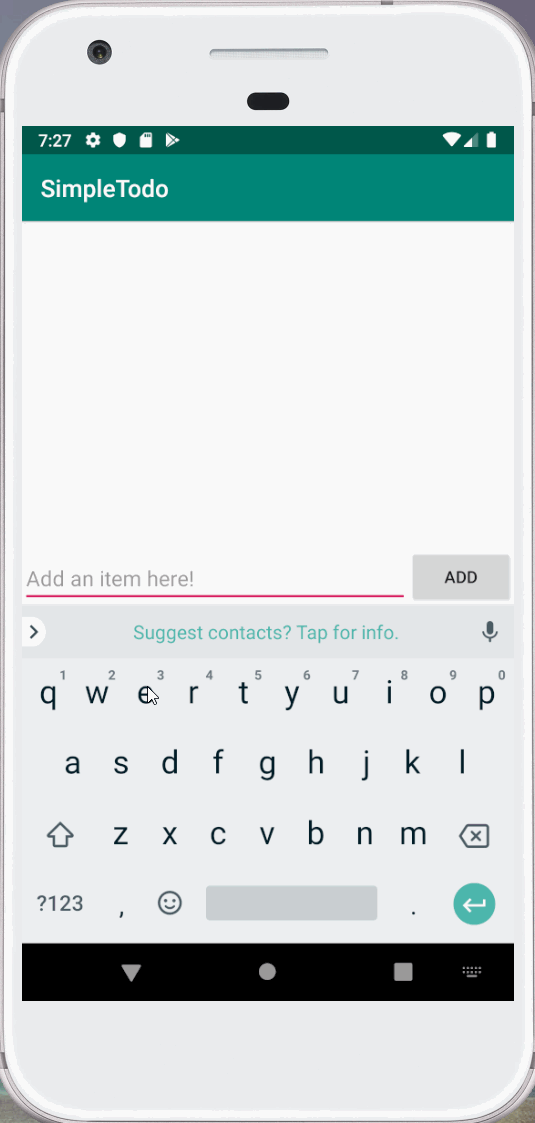 7:27
SimpleTodo
Add an item here!
ADD
Suggest contacts? Tap for info.
1 2 3 4 5 6 7 8 9 0
q w e r t y u i o p
a s d f g h j k l
z x c v b n m
?123 , .